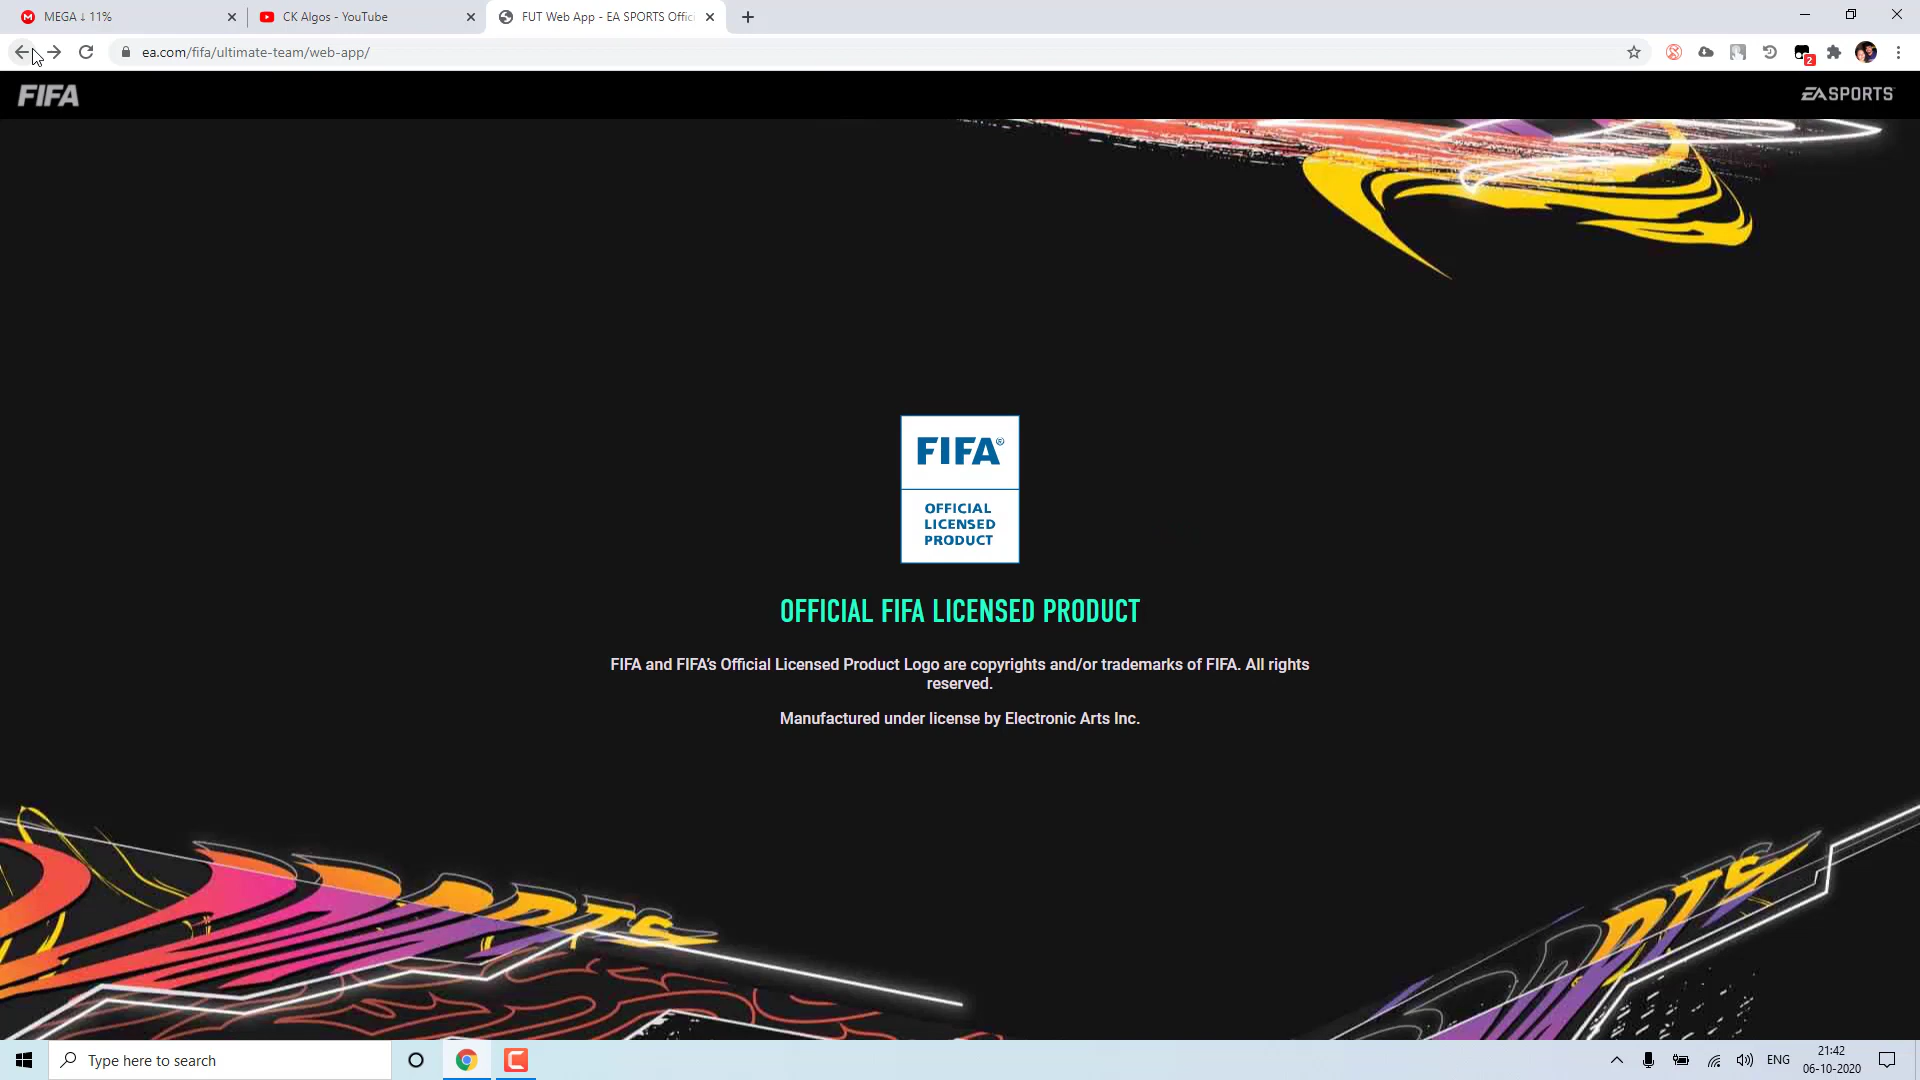 MEGA ↓ 11%
CK Algos - YouTube
FUT Web App - EA SPORTS Offic
ea.com/fifa/ultimate-team/web-app/
2
FIFA
EA SPORTS
FIFA®
OFFICIAL
LICENSED
PRODUCT
OFFICIAL FIFA LICENSED PRODUCT
FIFA and FIFA's Official Licensed Product Logo are copyrights and/or trademarks of FIFA. All rights
reserved.
Manufactured under license by Electronic Arts Inc.
Type here to search
ENG
21:42
06-10-2020